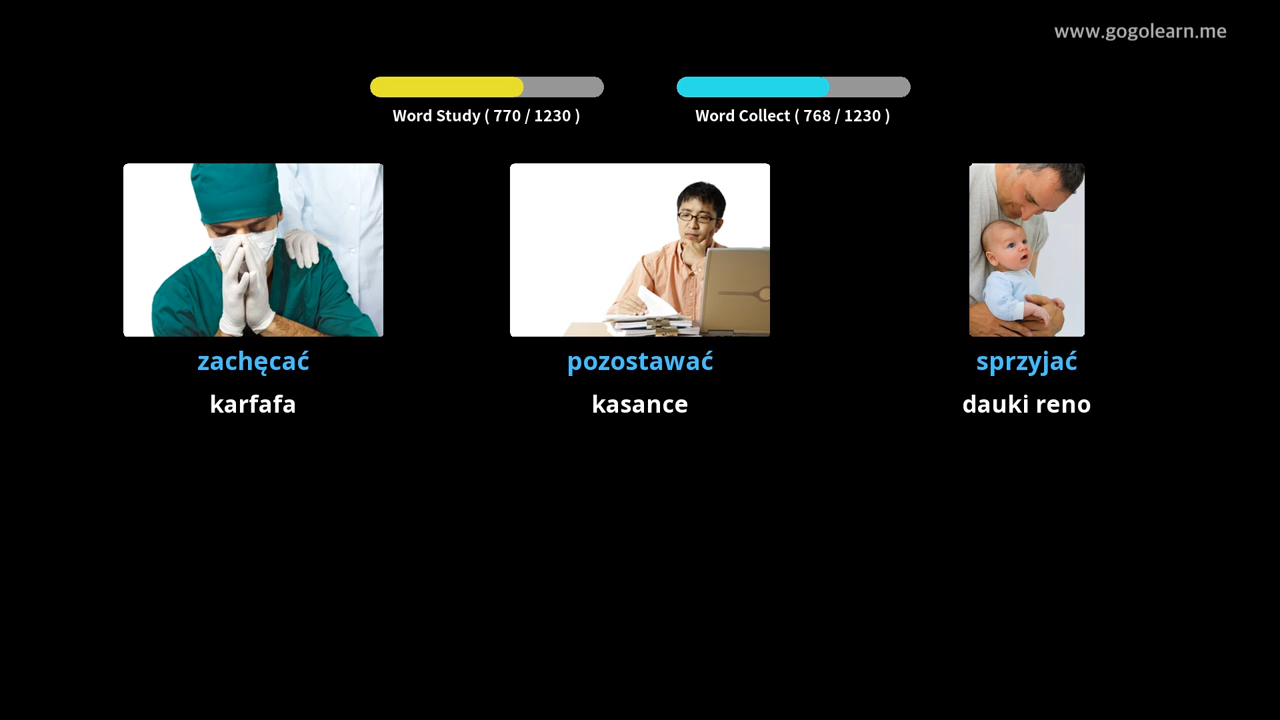 www.gogolearn.me
Word Study ( 770 / 1230 )
Word Collect ( 768 / 1230 )
zachęcać
karfafa
pozostawać
kasance
sprzyjać
dauki reno